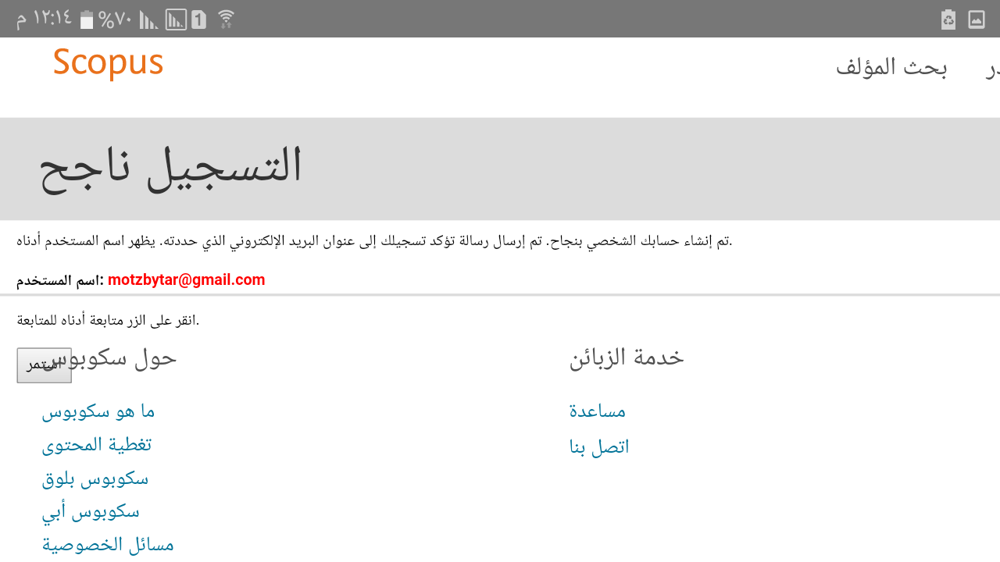 ١٢:١٤ م %٧٠ 1
Scopus
بحث المؤلف
التسجيل ناجح
تم إنشاء حسابك الشخصي بنجاح. تم إرسال رسالة تؤكد تسجيلك إلى عنوان البريد الإلكتروني الذي حددته. يظهر اسم المستخدم أدناه.
اسم المستخدم: motzbytar@gmail.com
انقر على الزر متابعة أدناه للمتابعة.
استمر
حول سكوبوس
ما هو سكوبوس
تغطية المحتوى
سكوبوس بلوق
سكوبوس أبي
مسائل الخصوصية
خدمة الزبائن
مساعدة
اتصل بنا